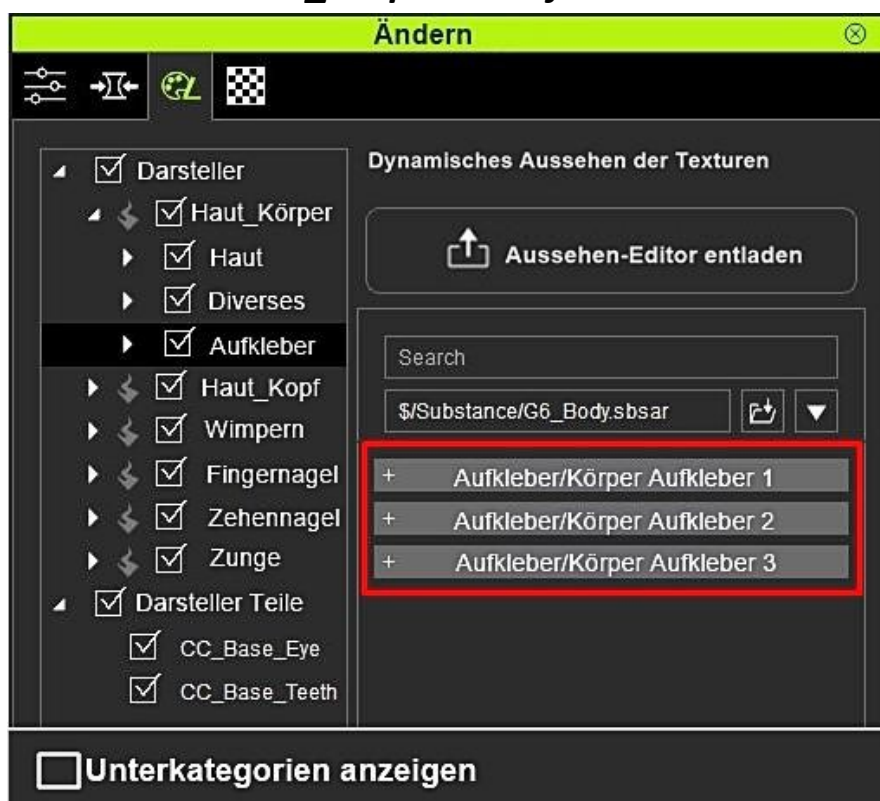 Ändern
Darsteller
Haut_Körper
Haut
Diverses
Aufkleber
Haut_Kopf
Wimpern
Fingernagel
Zehennagel
Zunge
Darsteller Teile
CC_Base_Eye
CC_Base_Teeth
Dynamisches Aussehen der Texturen
Aussehen-Editor entladen
Search
$/Substance/G6_Body.sbsar
+ Aufkleber/Körper Aufkleber 1
+ Aufkleber/Körper Aufkleber 2
+ Aufkleber/Körper Aufkleber 3
Unterkategorien anzeigen